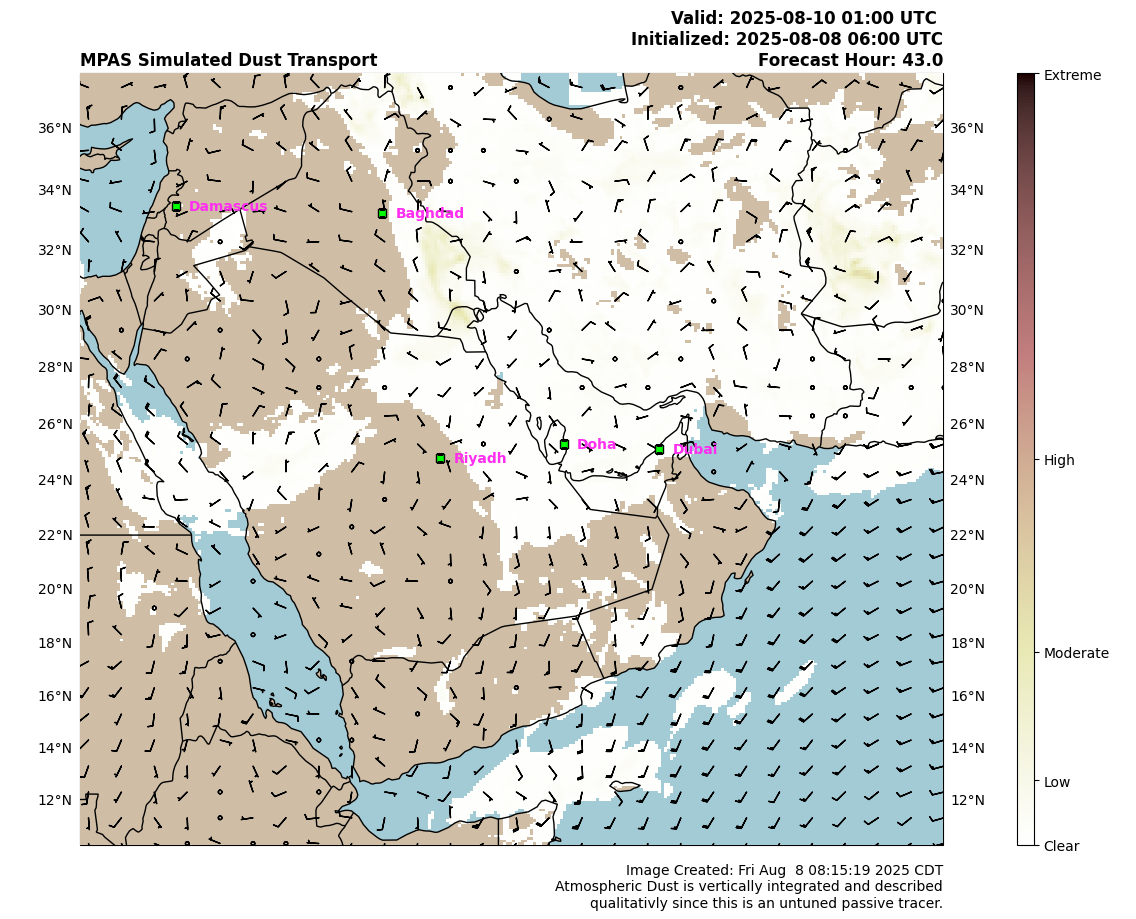 Valid: 2025-08-10 01:00 UTC
Initialized: 2025-08-08 06:00 UTC
MPAS Simulated Dust Transport Forecast Hour: 43.0
Extreme
36°N 36°N
34°N 34°N
Damascus
Baghdad
32°N 32°N
30°N 30°N
28°N 28°N
26°N 26°N
Doha
Dubai
Riyadh
High
24°N 24°N
22°N 22°N
20°N 20°N
18°N 18°N
Moderate
16°N 16°N
14°N 14°N
Low
12°N 12°N
Clear
Image Created: Fri Aug  8 08:15:19 2025 CDT
Atmospheric Dust is vertically integrated and described
qualitativly since this is an untuned passive tracer.